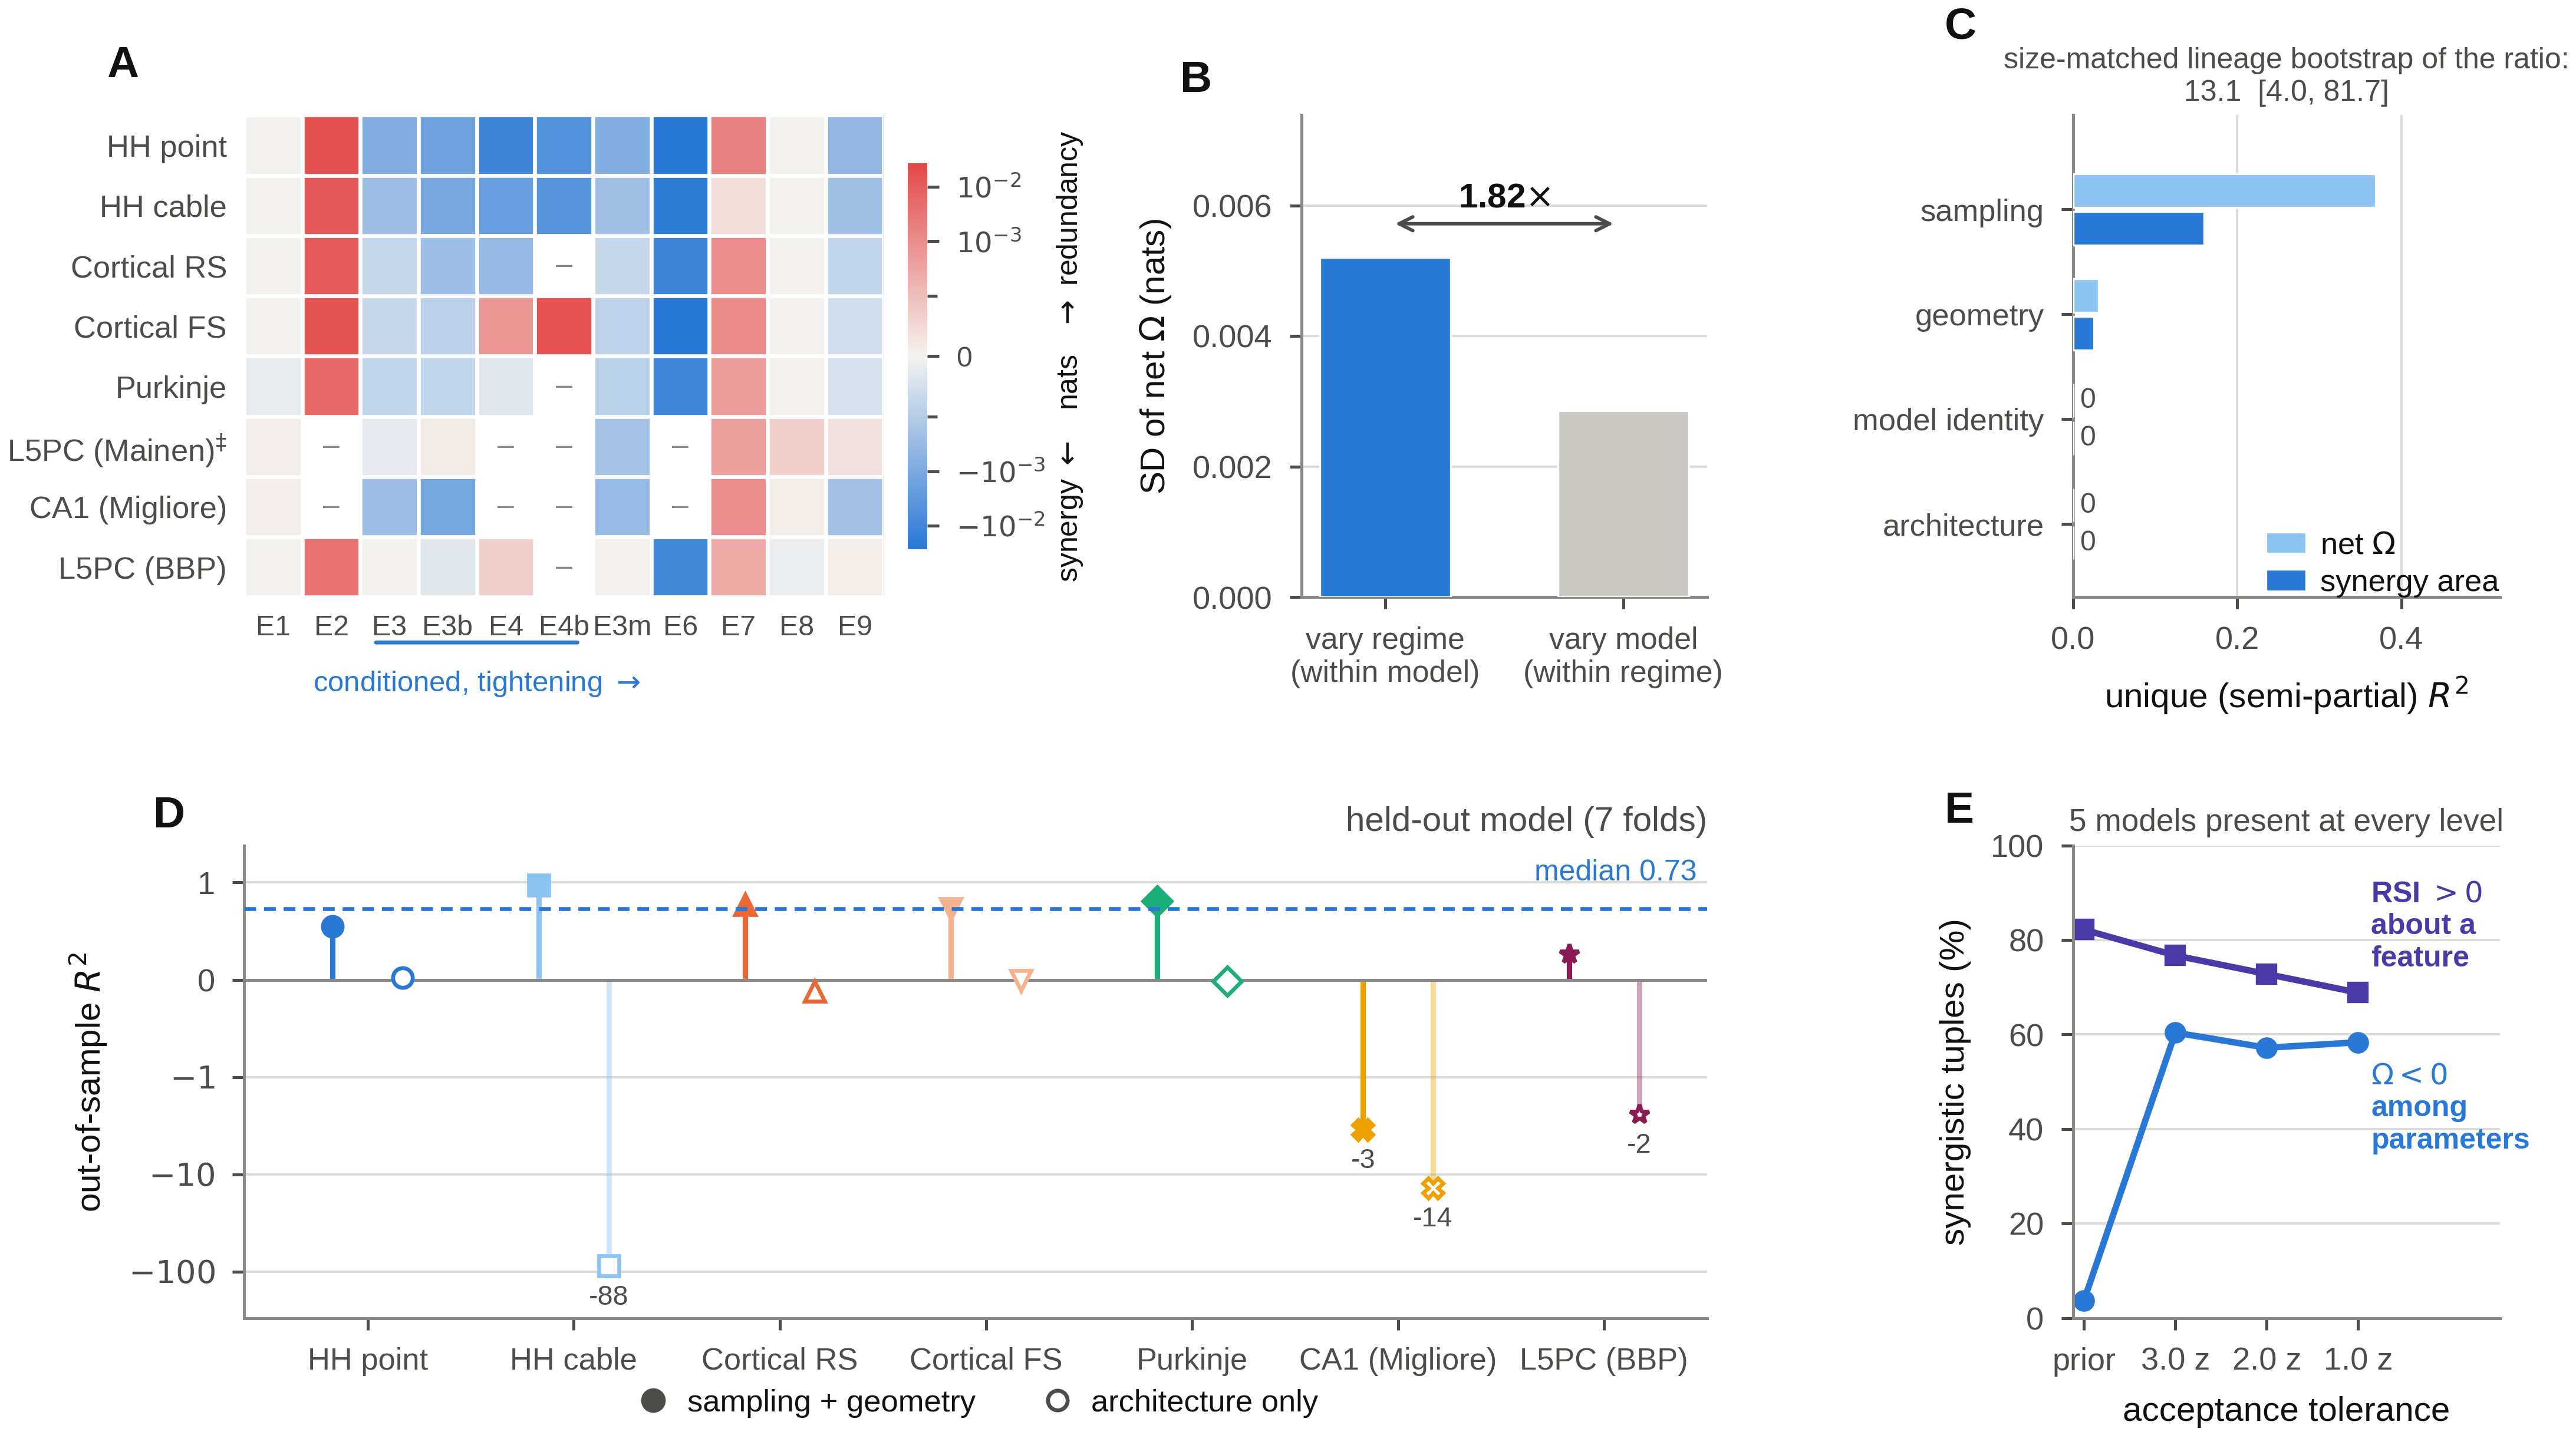 A
HH point
HH cable
Cortical RS
Cortical FS
Purkinje
L5PC (Mainen)‡
CA1 (Migliore)
L5PC (BBP)
– – – – – – – – – – –
E1 E2 E3 E3b E4 E4b E3m E6 E7 E8 E9
conditioned, tightening →
10⁻²
10⁻³
0
−10⁻³
−10⁻²
synergy ← nats → redundancy
B
SD of net Ω (nats)
0.006
0.004
0.002
0.000
1.82×
vary regime
(within model)
vary model
(within regime)
C
size-matched lineage bootstrap of the ratio:
13.1 [4.0, 81.7]
sampling
geometry
model identity
architecture
0
0
0
0
net Ω
synergy area
0.0 0.2 0.4
unique (semi-partial) R²
D
held-out model (7 folds)
median 0.73
out-of-sample R²
1
0
−1
−10
−100
-88
-3
-14
-2
HH point HH cable Cortical RS Cortical FS Purkinje CA1 (Migliore) L5PC (BBP)
sampling + geometry architecture only
E
5 models present at every level
synergistic tuples (%)
100
80
60
40
20
0
RSI > 0
about a
feature
Ω < 0
among
parameters
prior 3.0 z 2.0 z 1.0 z
acceptance tolerance